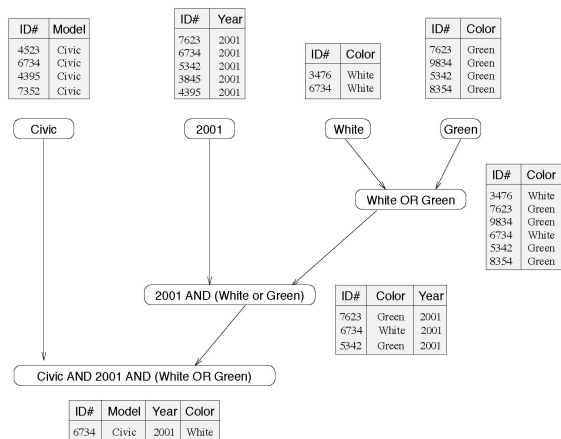 ID# Model
4523 Civic
6734 Civic
4395 Civic
7352 Civic
ID# Year
7623 2001
6734 2001
5342 2001
3845 2001
4395 2001
ID# Color
3476 White
6734 White
ID# Color
7623 Green
9834 Green
5342 Green
8354 Green
Civic
2001
White
Green
White OR Green
ID# Color
3476 White
7623 Green
9834 Green
6734 White
5342 Green
8354 Green
2001 AND (White or Green)
ID# Color Year
7623 Green 2001
6734 White 2001
5342 Green 2001
Civic AND 2001 AND (White OR Green)
ID# Model Year Color
6734 Civic 2001 White